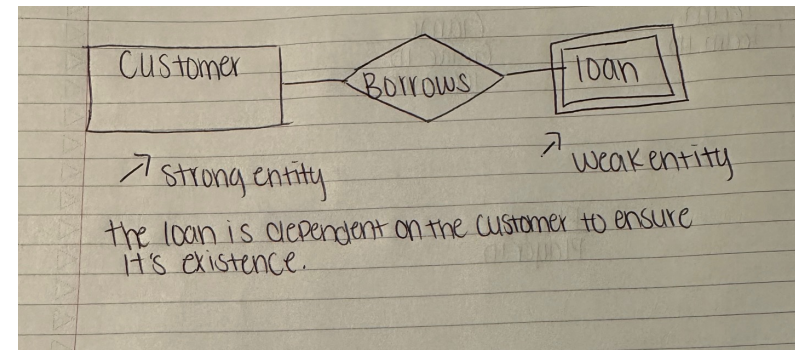 Customer
Borrows
loan
strong entity
weak entity
the loan is dependent on the customer to ensure
it's existence.